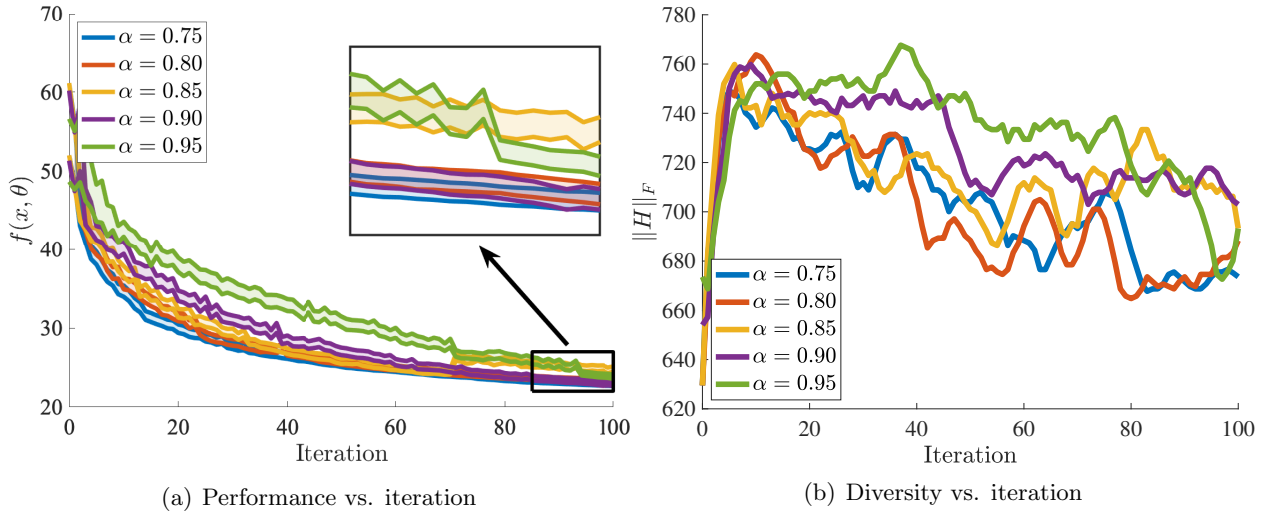 70
60
50
40
30
20
0
20
40
60
80
100
f(x, θ)
Iteration
α = 0.75
α = 0.80
α = 0.85
α = 0.90
α = 0.95
(a) Performance vs. iteration
780
760
740
720
700
680
660
640
620
0
20
40
60
80
100
‖H‖F
Iteration
α = 0.75
α = 0.80
α = 0.85
α = 0.90
α = 0.95
(b) Diversity vs. iteration